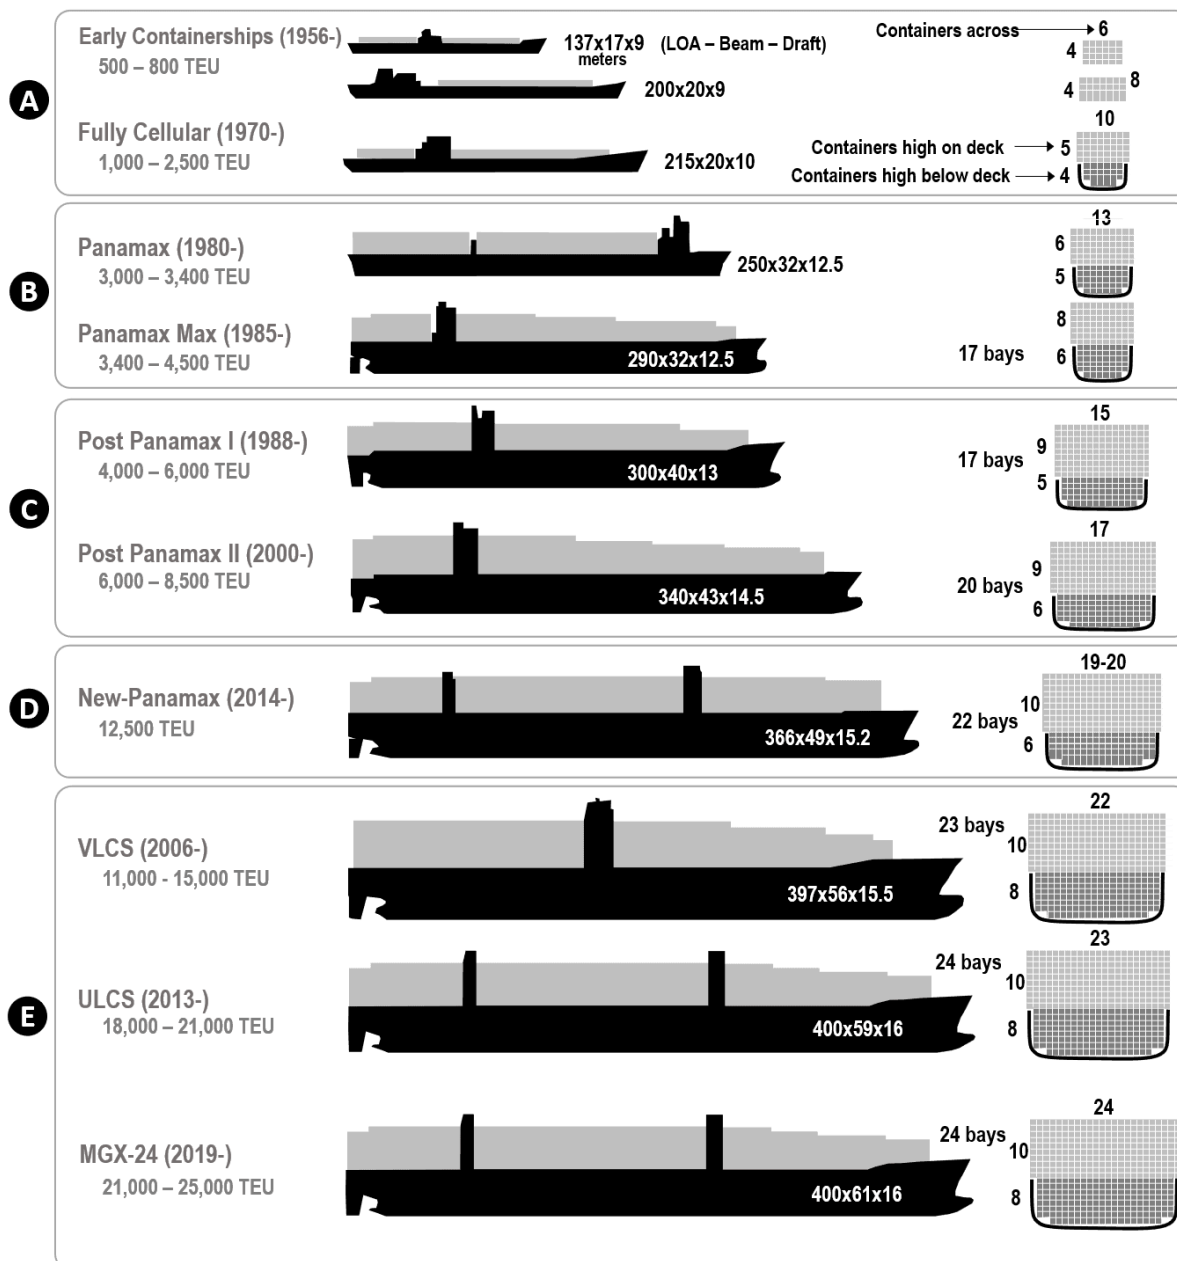 A
Early Containerships (1956-)
500 – 800 TEU
137x17x9 (LOA – Beam – Draft)
meters
Containers across
6
4
200x20x9
4
8
Fully Cellular (1970-)
1,000 – 2,500 TEU
215x20x10
10
Containers high on deck
5
Containers high below deck
4
B
Panamax (1980-)
3,000 – 3,400 TEU
250x32x12.5
13
6
5
Panamax Max (1985-)
3,400 – 4,500 TEU
290x32x12.5
17 bays
8
6
C
Post Panamax I (1988-)
4,000 – 6,000 TEU
300x40x13
17 bays
15
9
5
Post Panamax II (2000-)
6,000 – 8,500 TEU
340x43x14.5
20 bays
17
9
6
D
New-Panamax (2014-)
12,500 TEU
366x49x15.2
22 bays
19-20
10
6
E
VLCS (2006-)
11,000 - 15,000 TEU
397x56x15.5
23 bays
22
10
8
ULCS (2013-)
18,000 – 21,000 TEU
400x59x16
24 bays
23
10
8
MGX-24 (2019-)
21,000 – 25,000 TEU
400x61x16
24 bays
24
10
8